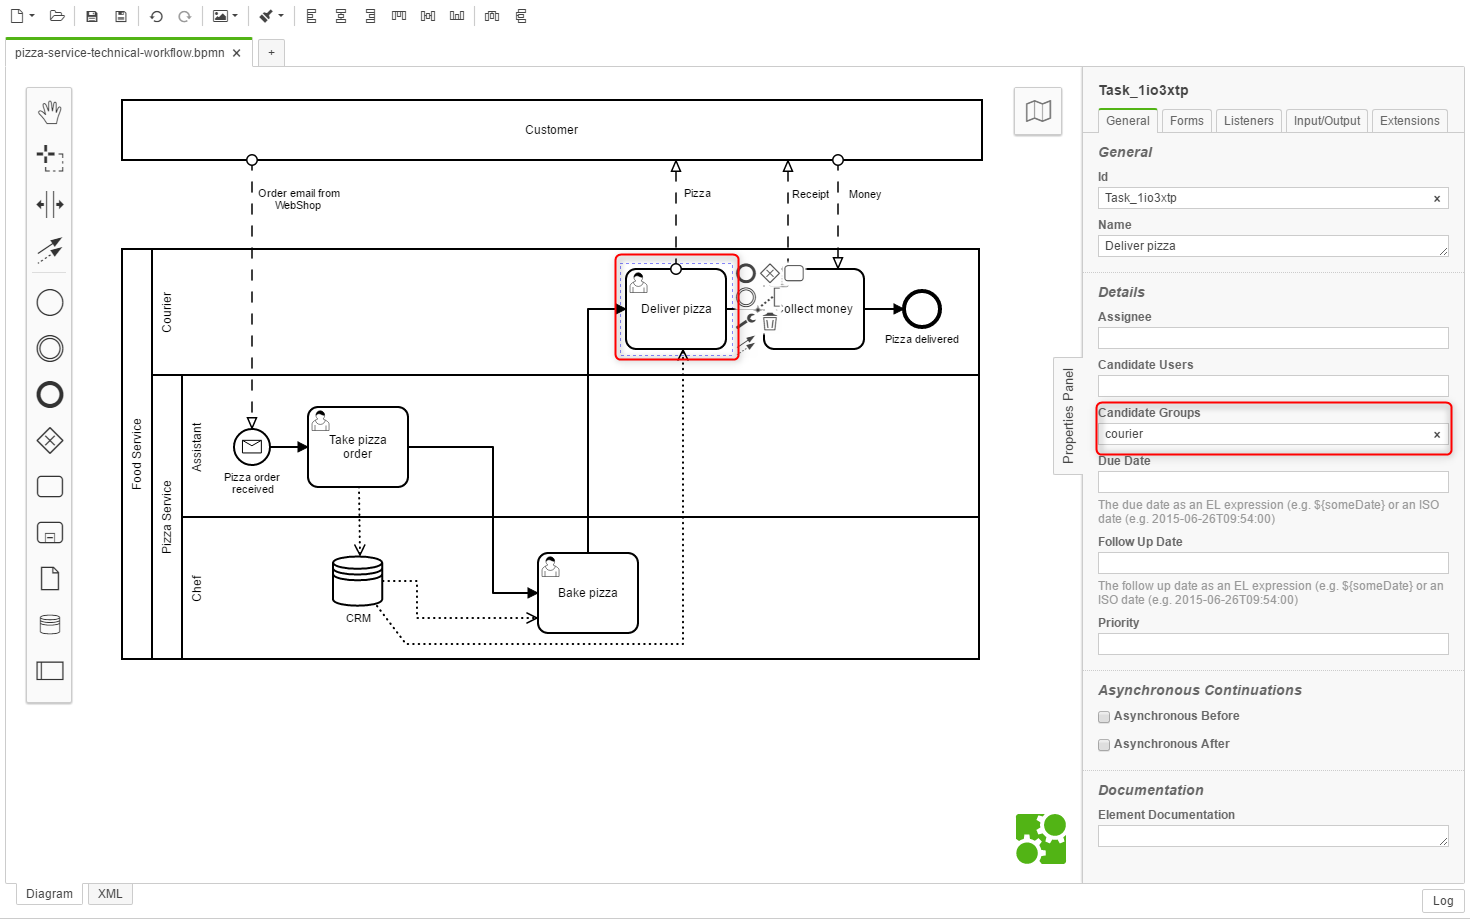 pizza-service-technical-workflow.bpmn ×
+
Customer
Order email from
WebShop
Pizza
Receipt
Money
Food Service
Courier
Deliver pizza
ollect money
Pizza delivered
Pizza Service
Assistant
Pizza order
received
Take pizza
order
Chef
CRM
Bake pizza
Properties Panel
Task_1io3xtp
General
Forms
Listeners
Input/Output
Extensions
General
Id
Task_1io3xtp
×
Name
Deliver pizza
Details
Assignee
Candidate Users
Candidate Groups
courier
×
Due Date
The due date as an EL expression (e.g. ${someDate} or an ISO
date (e.g. 2015-06-26T09:54:00)
Follow Up Date
The follow up date as an EL expression (e.g. ${someDate} or an
ISO date (e.g. 2015-06-26T09:54:00)
Priority
Asynchronous Continuations
Asynchronous Before
Asynchronous After
Documentation
Element Documentation
Diagram
XML
Log